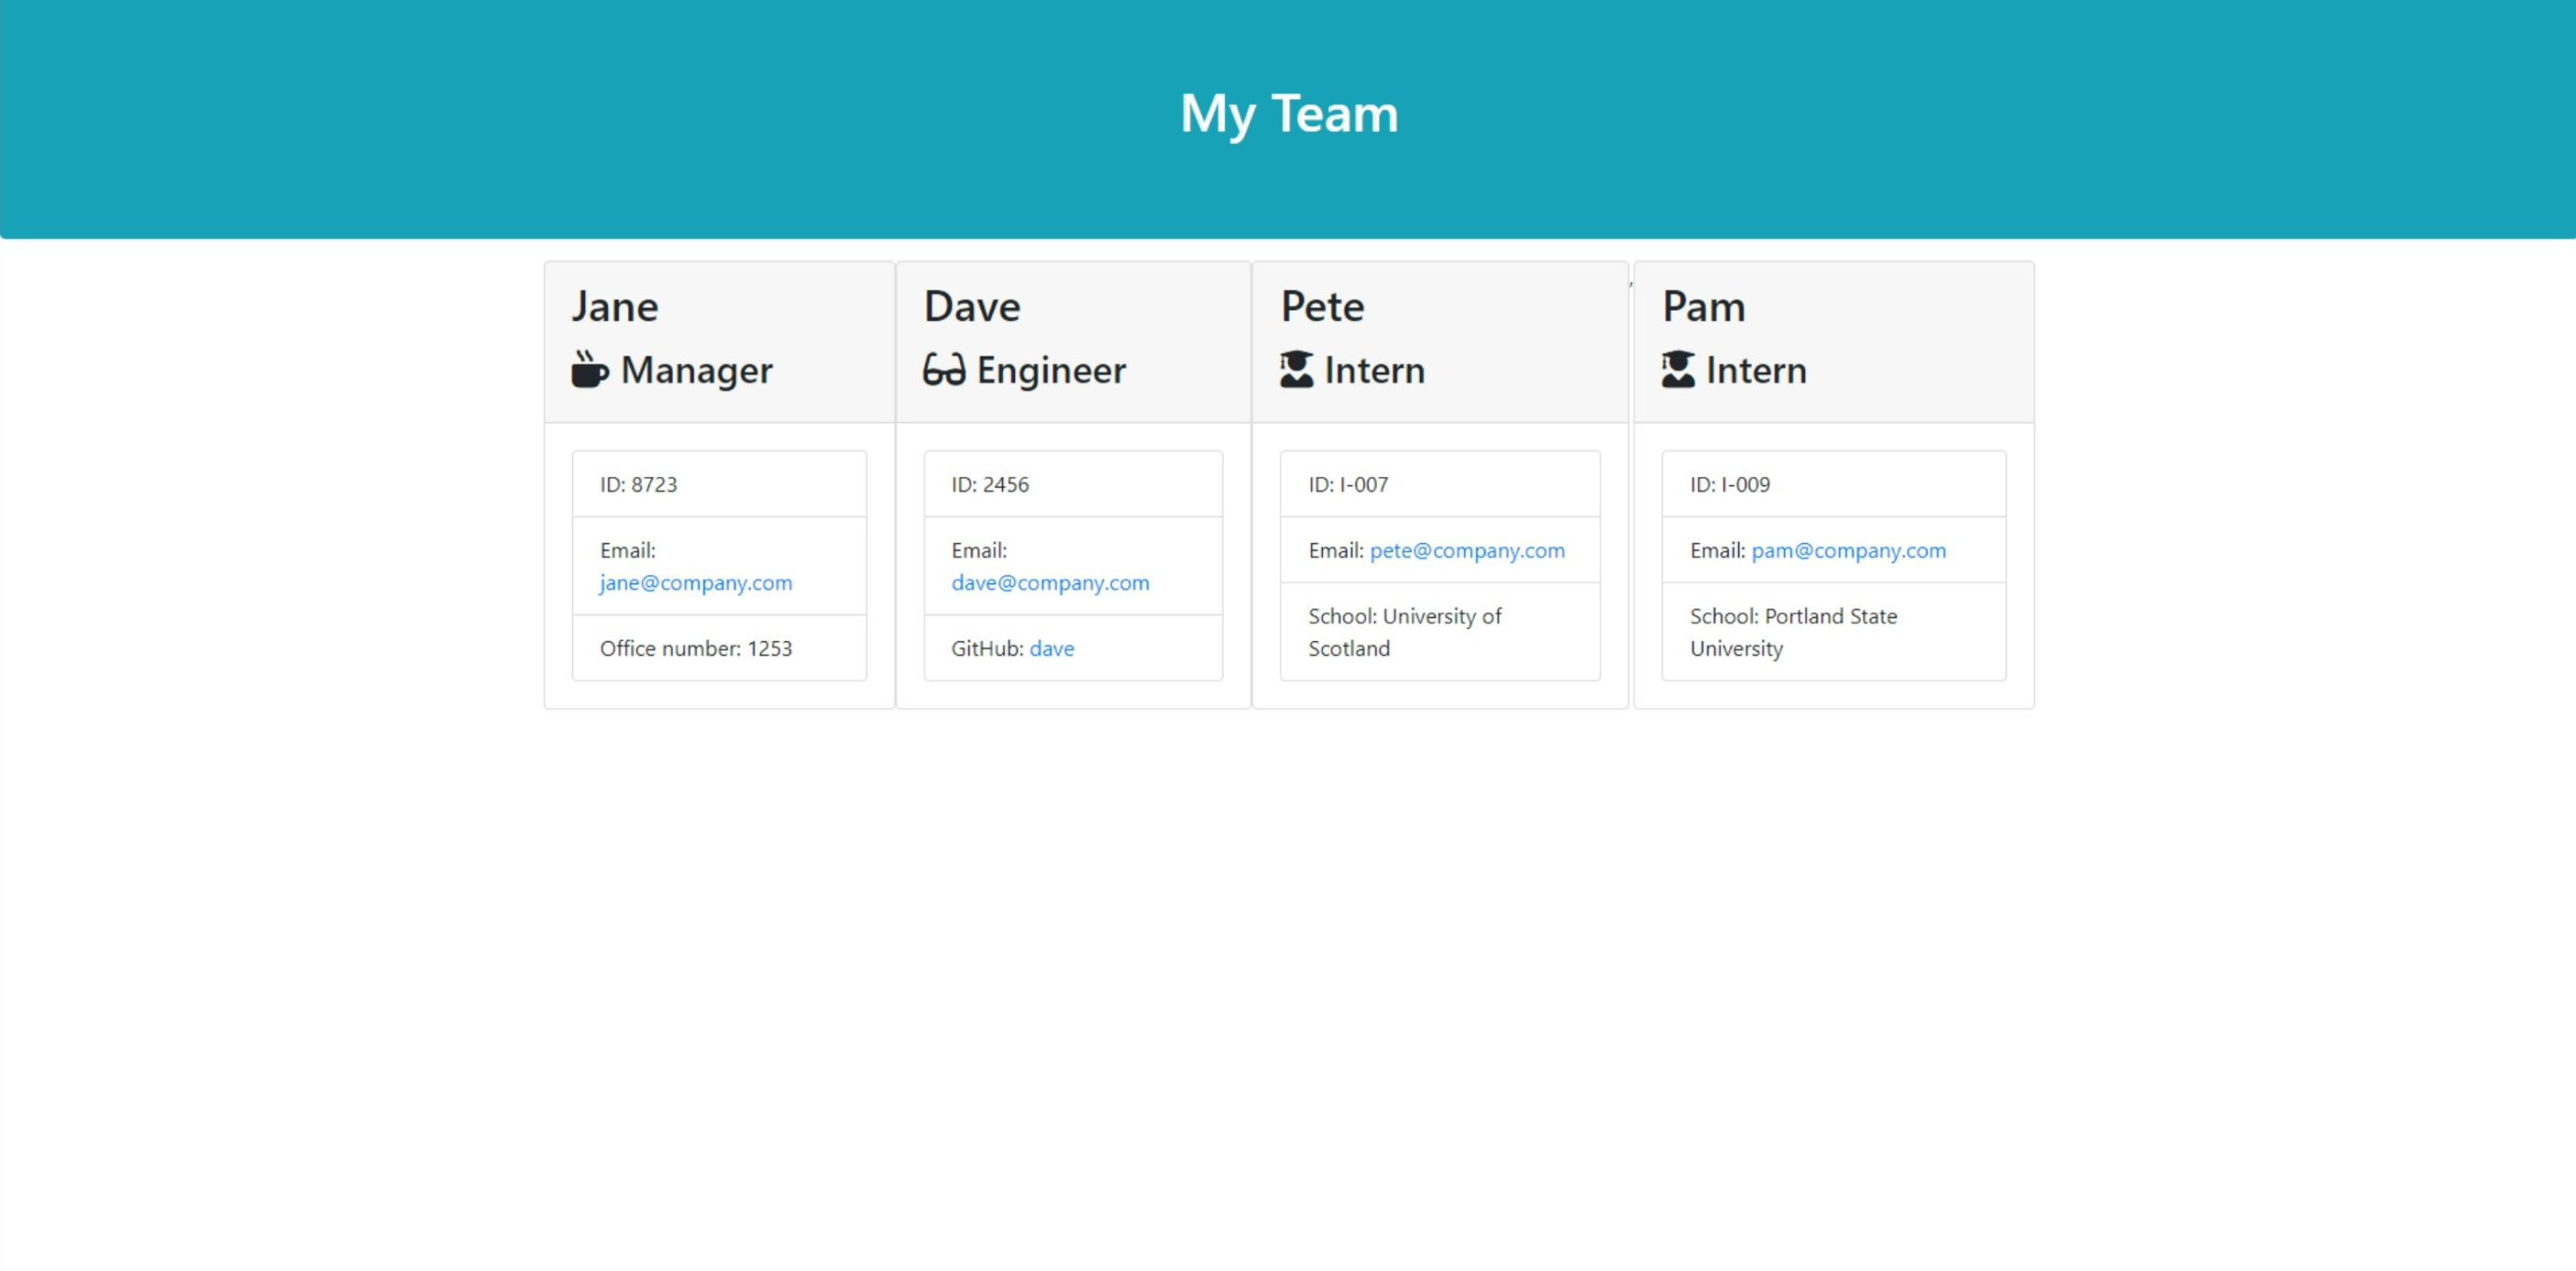 My Team
Jane
Manager
ID: 8723
Email:
jane@company.com
Office number: 1253
Dave
Engineer
ID: 2456
Email:
dave@company.com
GitHub: dave
Pete
Intern
ID: I-007
Email: pete@company.com
School: University of
Scotland
,
Pam
Intern
ID: I-009
Email: pam@company.com
School: Portland State
University